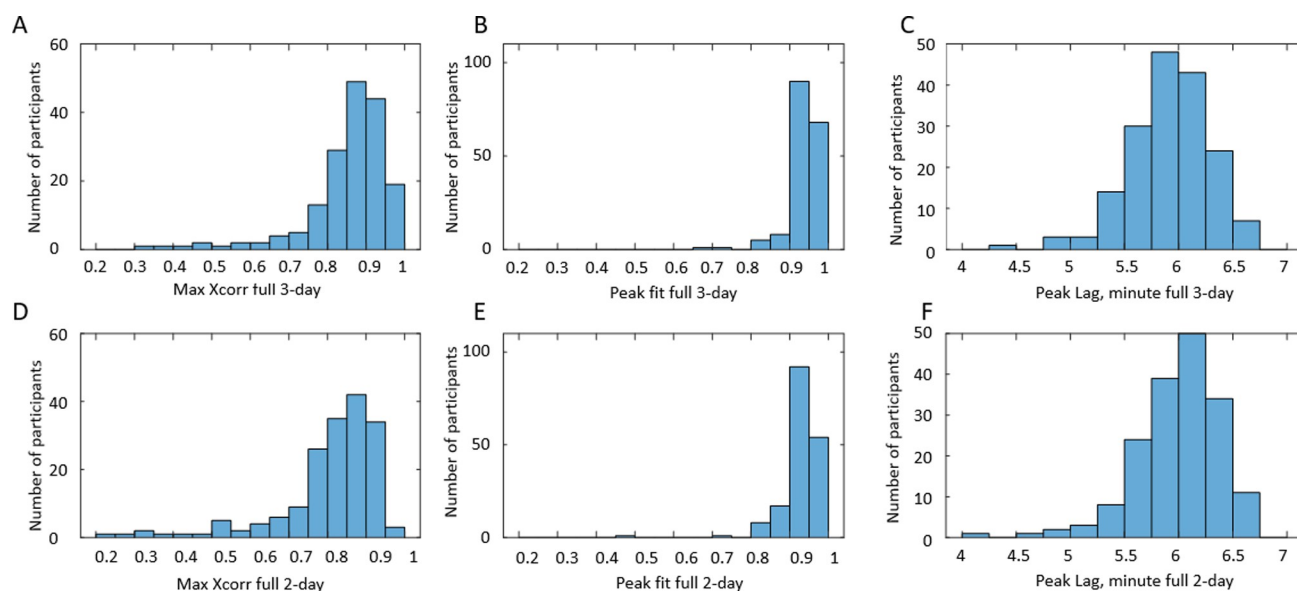 A
Number of participants
60
40
20
0
0.2 0.3 0.4 0.5 0.6 0.7 0.8 0.9 1
Max Xcorr full 3-day
B
Number of participants
100
50
0
0.2 0.3 0.4 0.5 0.6 0.7 0.8 0.9 1
Peak fit full 3-day
C
Number of participants
50
40
30
20
10
0
4 4.5 5 5.5 6 6.5 7
Peak Lag, minute full 3-day
D
Number of participants
60
40
20
0
0.2 0.3 0.4 0.5 0.6 0.7 0.8 0.9 1
Max Xcorr full 2-day
E
Number of participants
100
50
0
0.2 0.3 0.4 0.5 0.6 0.7 0.8 0.9 1
Peak fit full 2-day
F
Number of participants
50
40
30
20
10
0
4 4.5 5 5.5 6 6.5 7
Peak Lag, minute full 2-day